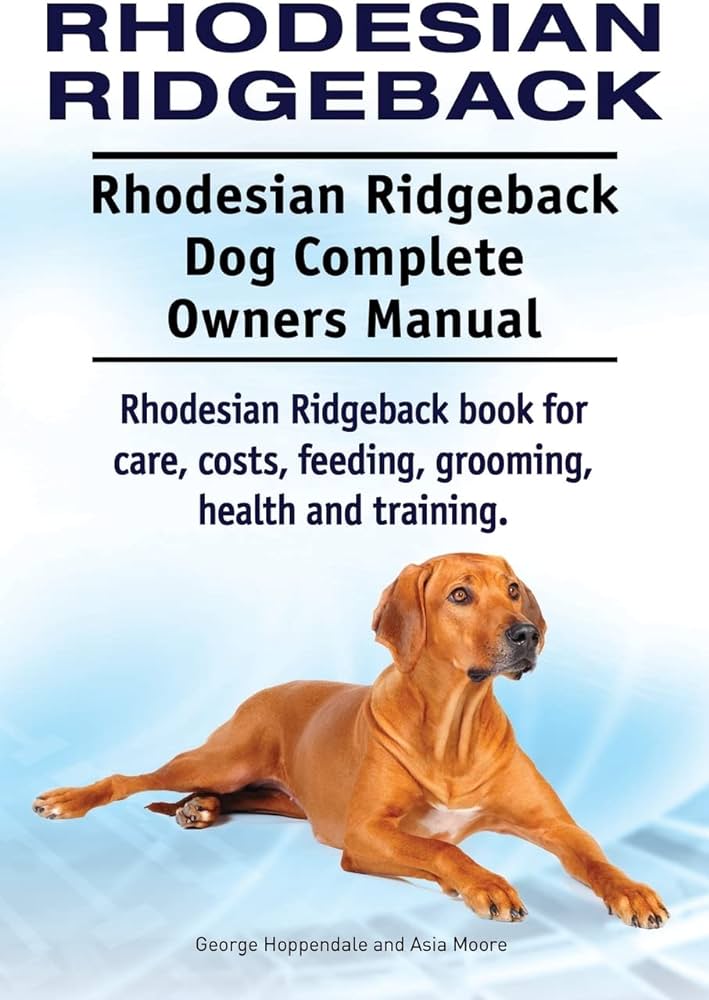 RHODESIAN
RIDGEBACK
Rhodesian Ridgeback
Dog Complete
Owners Manual
Rhodesian Ridgeback book for
care, costs, feeding, grooming,
health and training.
George Hoppendale and Asia Moore